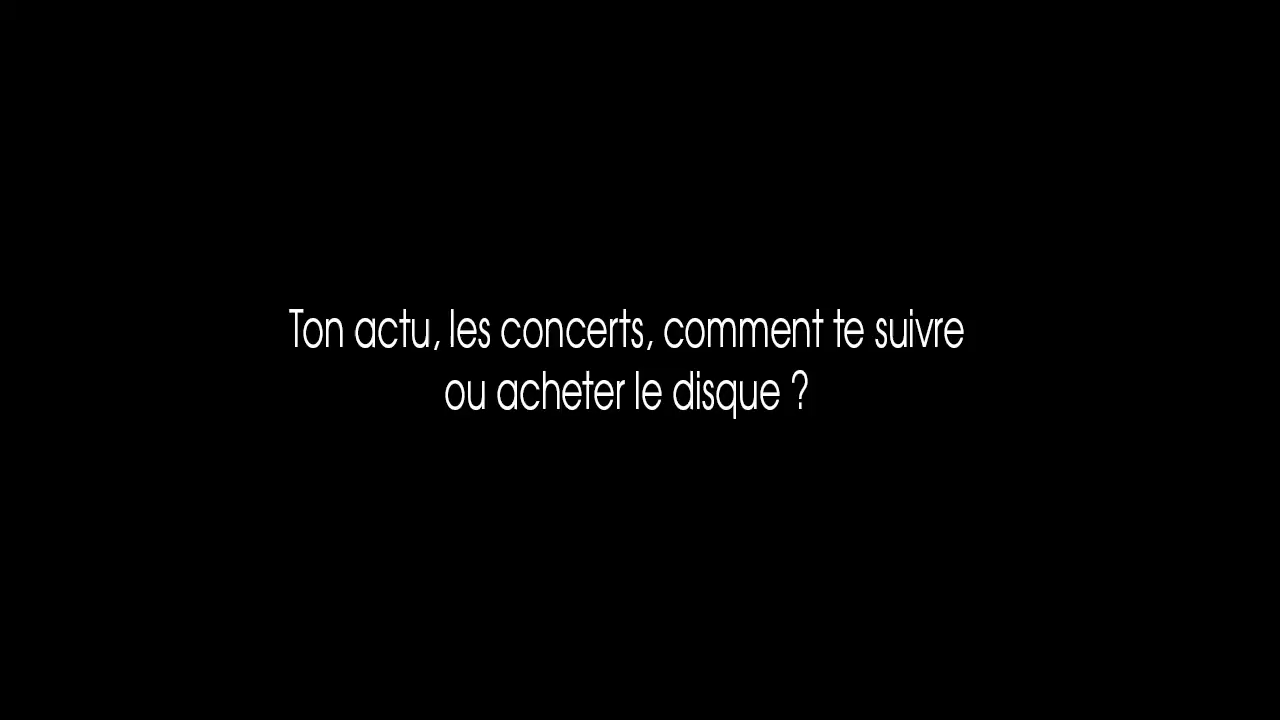 Ton actu, les concerts, comment te suivre
ou acheter le disque ?